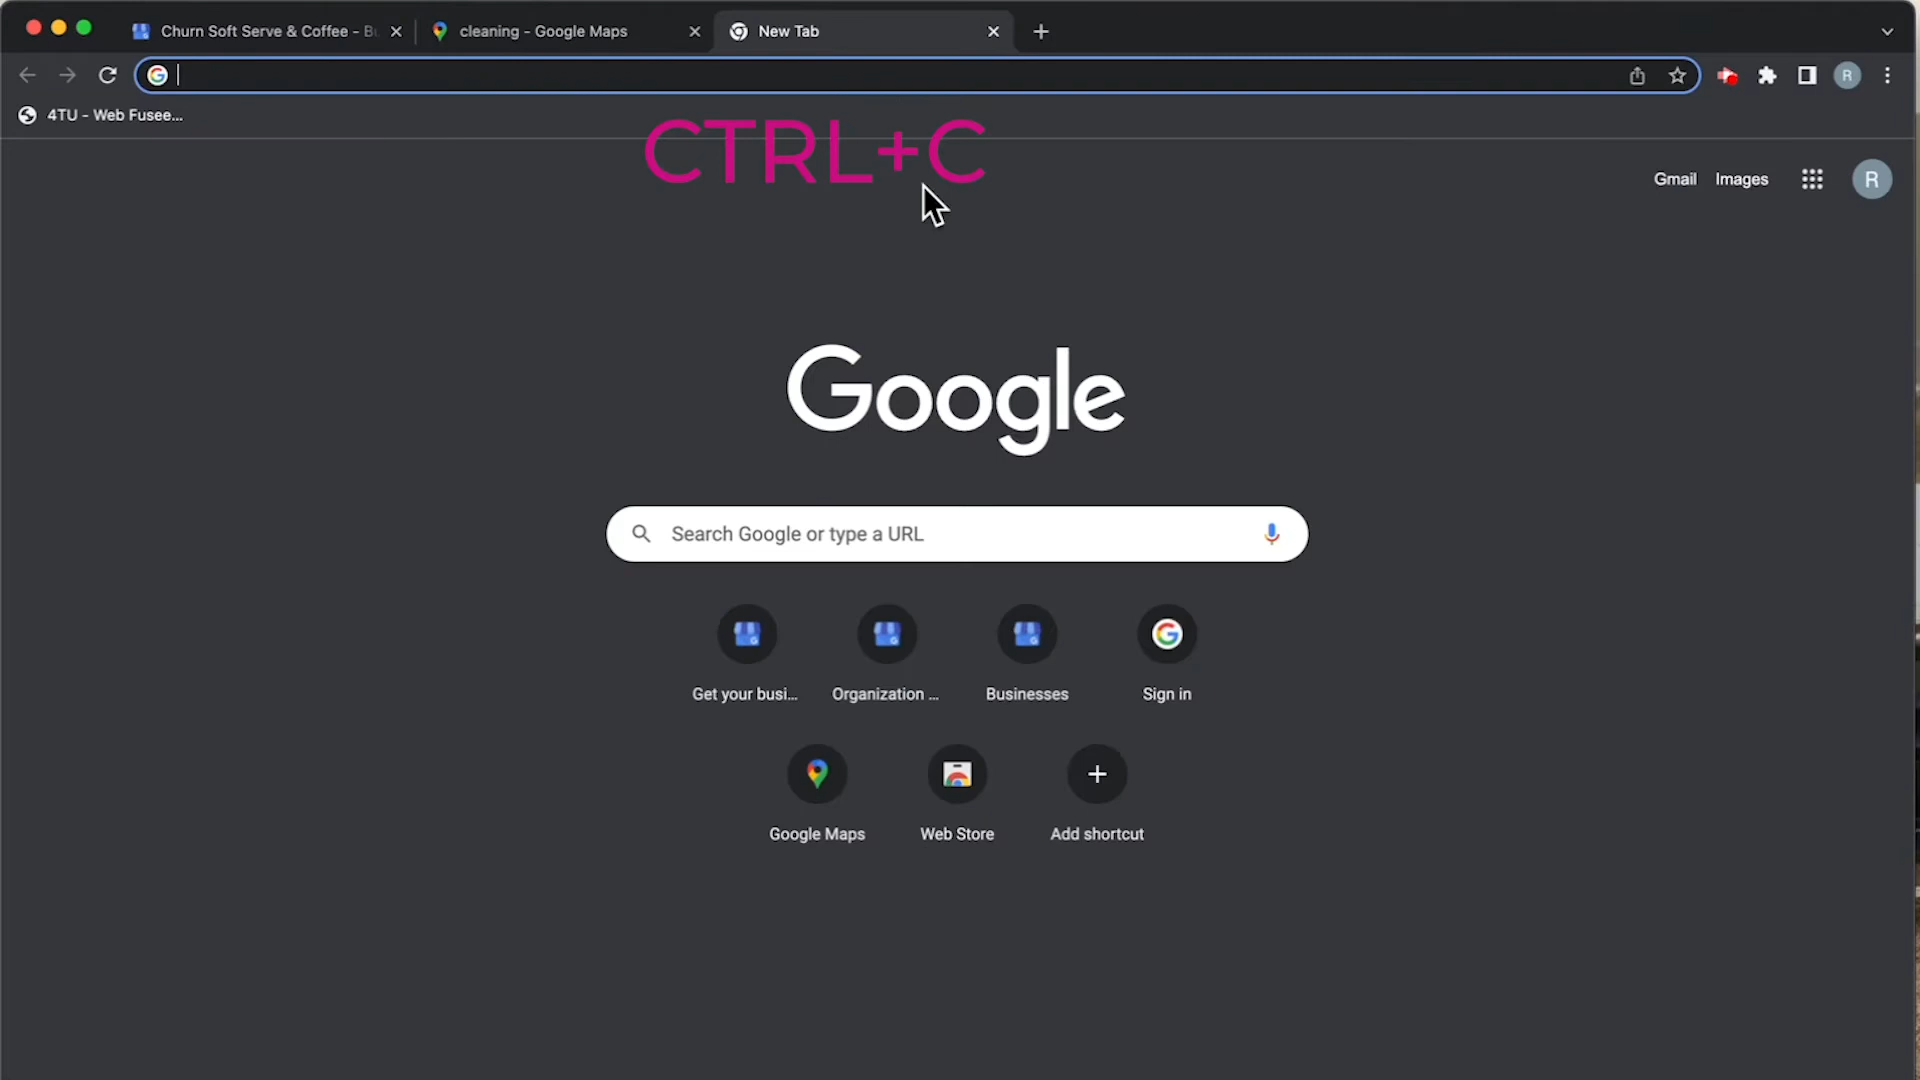 Churn Soft Serve & Coffee - Bu
cleaning - Google Maps
New Tab
R
4TU - Web Fusee...
CTRL+C
Gmail
Images
R
Google
Search Google or type a URL
Get your busi...
Organization ...
Businesses
Sign in
Google Maps
Web Store
Add shortcut